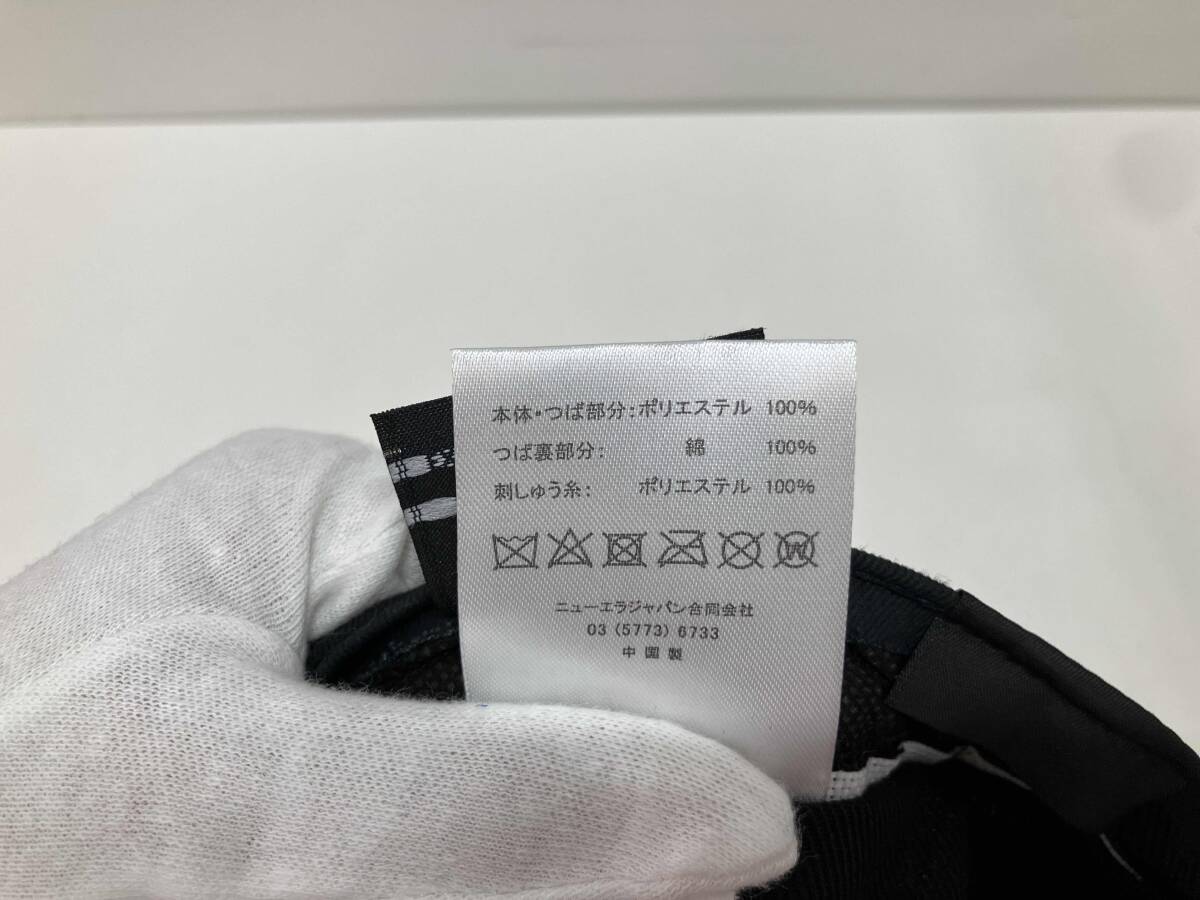 本体・つば部分：ポリエステル 100%
つば裏部分： 綿 100%
刺しゅう糸： ポリエステル 100%
W
ニューエラジャパン合同会社
03 (5773) 6733
中国製